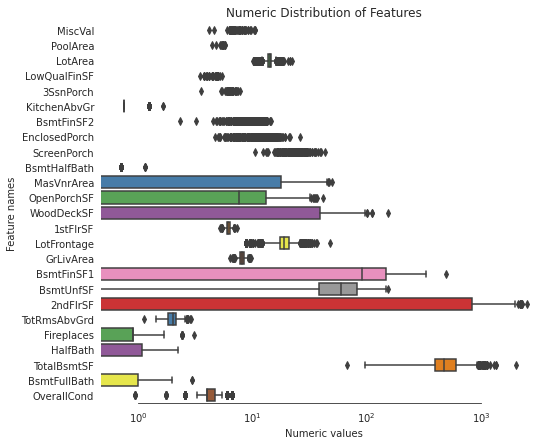 Numeric Distribution of Features
Feature names
MiscVal
PoolArea
LotArea
LowQualFinSF
3SsnPorch
KitchenAbvGr
BsmtFinSF2
EnclosedPorch
ScreenPorch
BsmtHalfBath
MasVnrArea
OpenPorchSF
WoodDeckSF
1stFlrSF
LotFrontage
GrLivArea
BsmtFinSF1
BsmtUnfSF
2ndFlrSF
TotRmsAbvGrd
Fireplaces
HalfBath
TotalBsmtSF
BsmtFullBath
OverallCond
10⁰ 10¹ 10² 10³
Numeric values